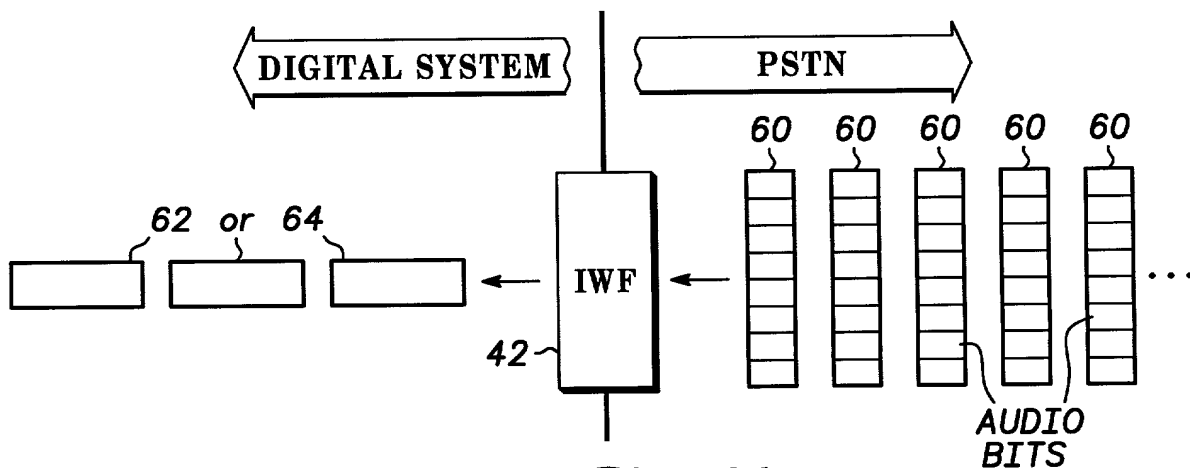 DIGITAL SYSTEM
PSTN
60 60 60 60 60
62 or 64
IWF
42
...
AUDIO
BITS